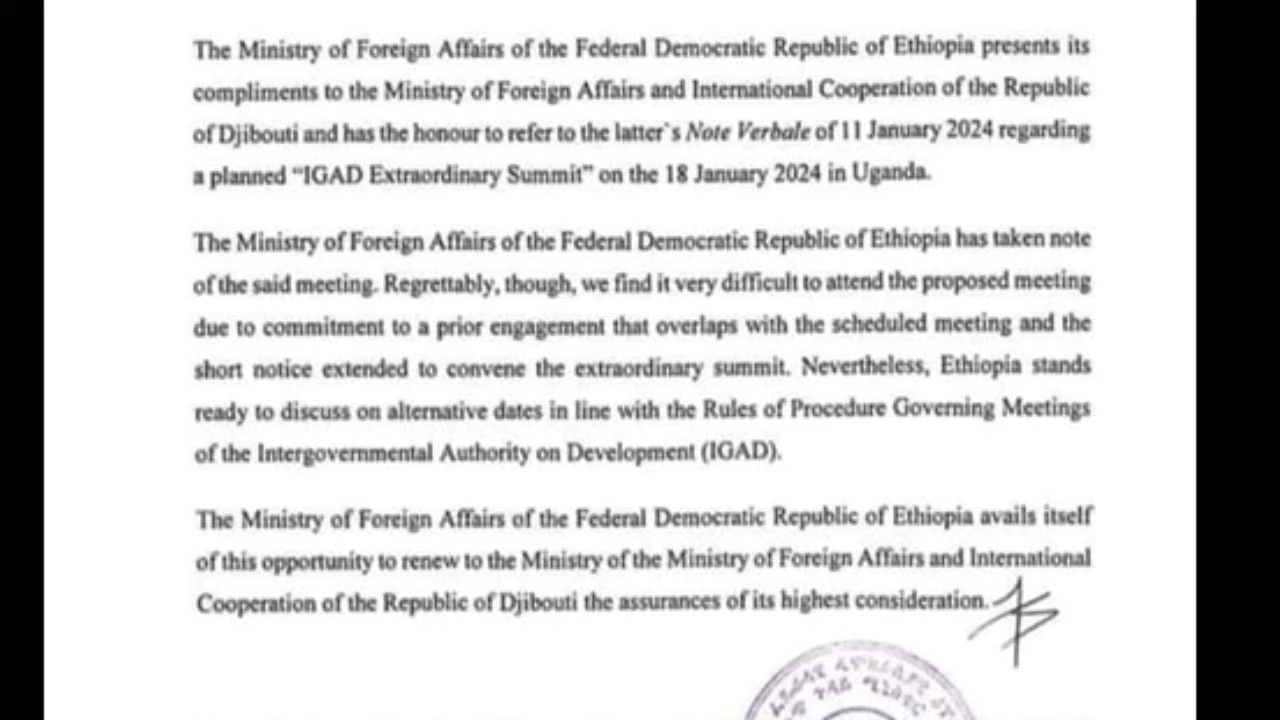 The Ministry of Foreign Affairs of the Federal Democratic Republic of Ethiopia presents its
compliments to the Ministry of Foreign Affairs and International Cooperation of the Republic
of Djibouti and has the honour to refer to the latter`s Note Verbale of 11 January 2024 regarding
a planned “IGAD Extraordinary Summit” on the 18 January 2024 in Uganda.
The Ministry of Foreign Affairs of the Federal Democratic Republic of Ethiopia has taken note
of the said meeting. Regrettably, though, we find it very difficult to attend the proposed meeting
due to commitment to a prior engagement that overlaps with the scheduled meeting and the
short notice extended to convene the extraordinary summit. Nevertheless, Ethiopia stands
ready to discuss on alternative dates in line with the Rules of Procedure Governing Meetings
of the Intergovernmental Authority on Development (IGAD).
The Ministry of Foreign Affairs of the Federal Democratic Republic of Ethiopia avails itself
of this opportunity to renew to the Ministry of the Ministry of Foreign Affairs and International
Cooperation of the Republic of Djibouti the assurances of its highest consideration.